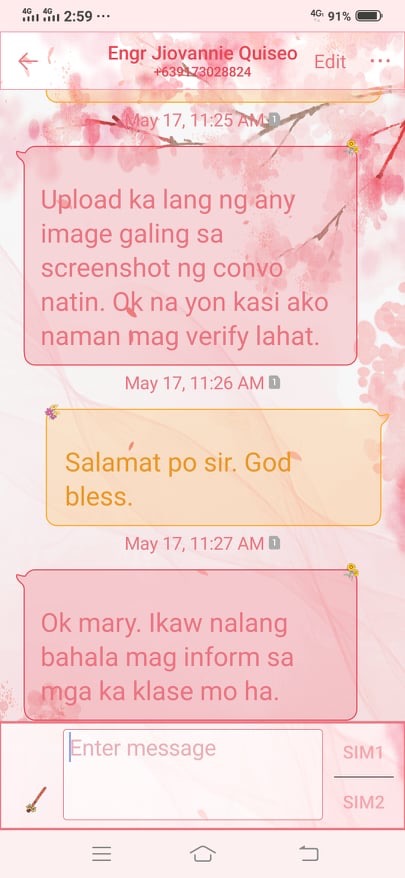 4G 4G 2:59 ••• 4G 91%
Engr Jiovannie Quiseo
+639173028824
Edit
May 17, 11:25 AM 1
Upload ka lang ng any
image galing sa
screenshot ng convo
natin. Ok na yon kasi ako
naman mag verify lahat.
May 17, 11:26 AM 1
Salamat po sir. God
bless.
May 17, 11:27 AM 1
Ok mary. Ikaw nalang
bahala mag inform sa
mga ka klase mo ha.
Enter message
SIM1
SIM2